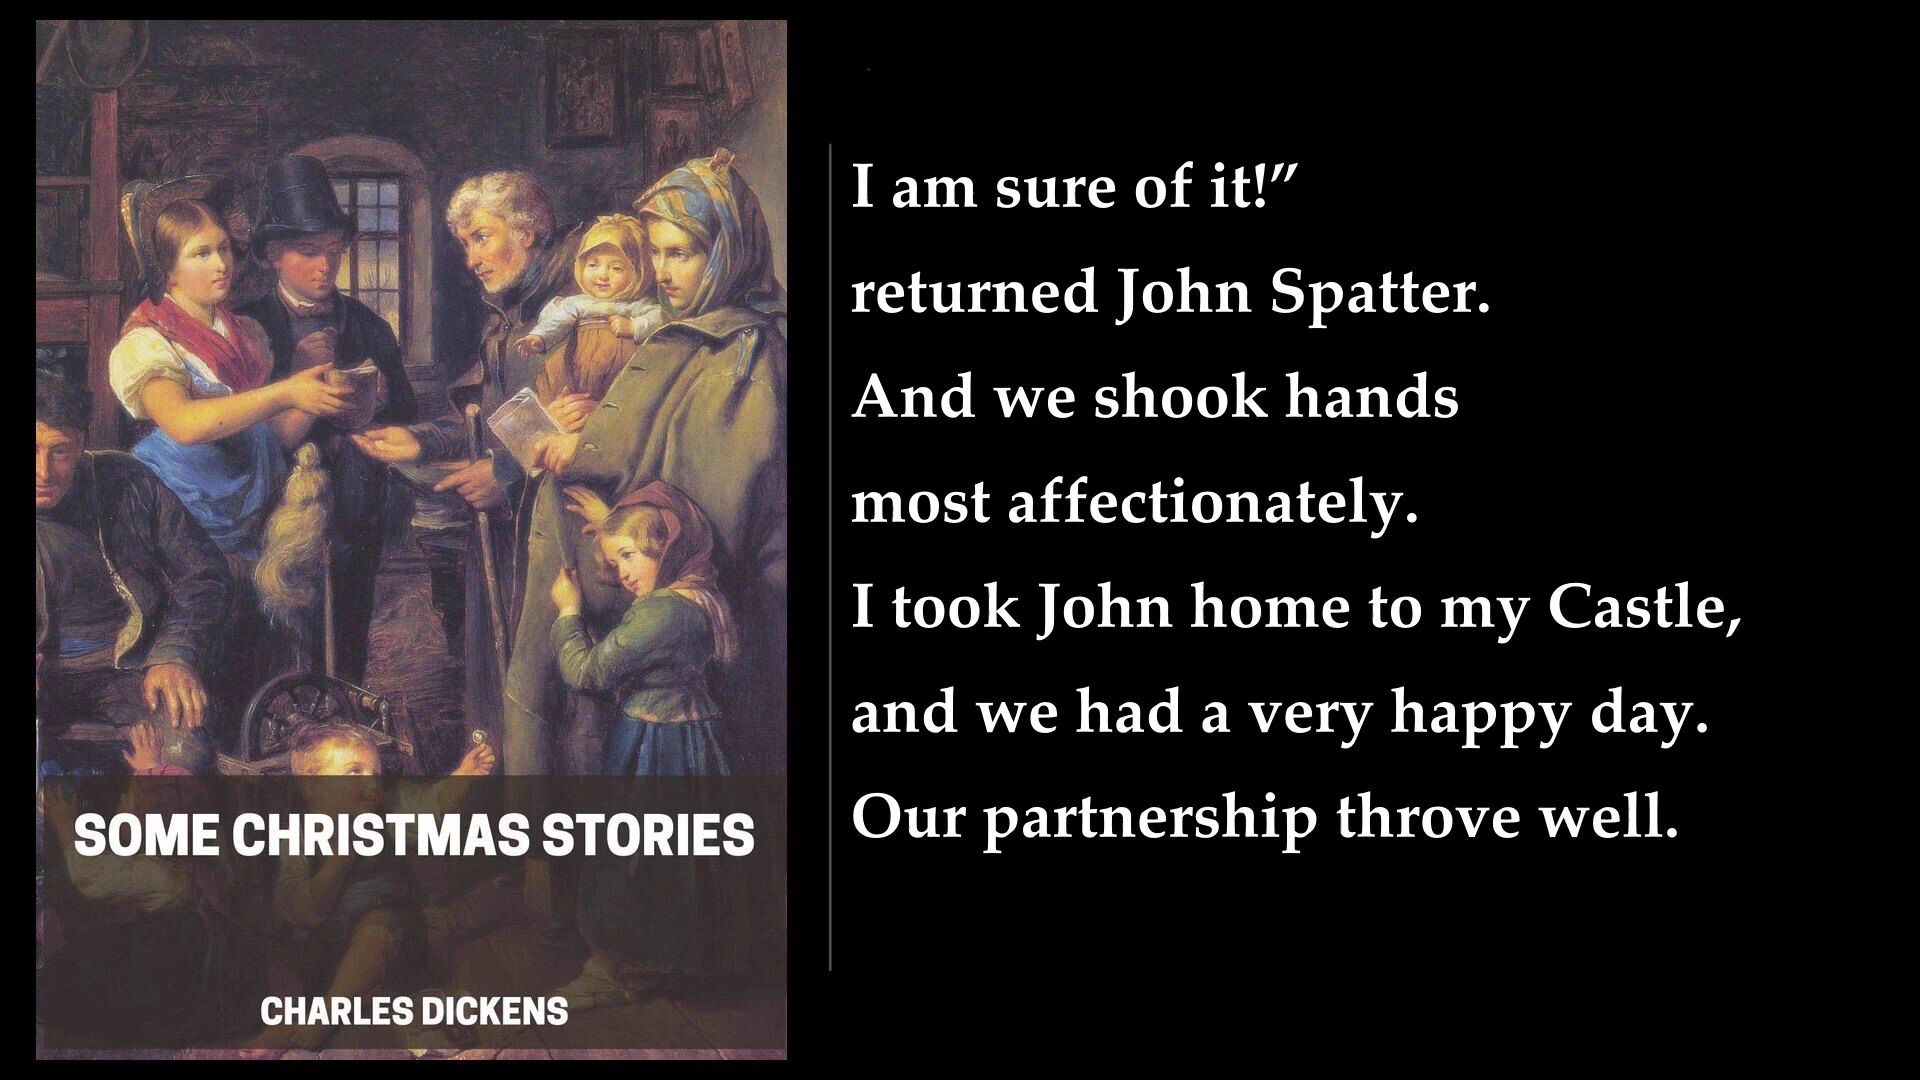 SOME CHRISTMAS STORIES
CHARLES DICKENS
I am sure of it!”
returned John Spatter.
And we shook hands
most affectionately.
I took John home to my Castle,
and we had a very happy day.
Our partnership throve well.